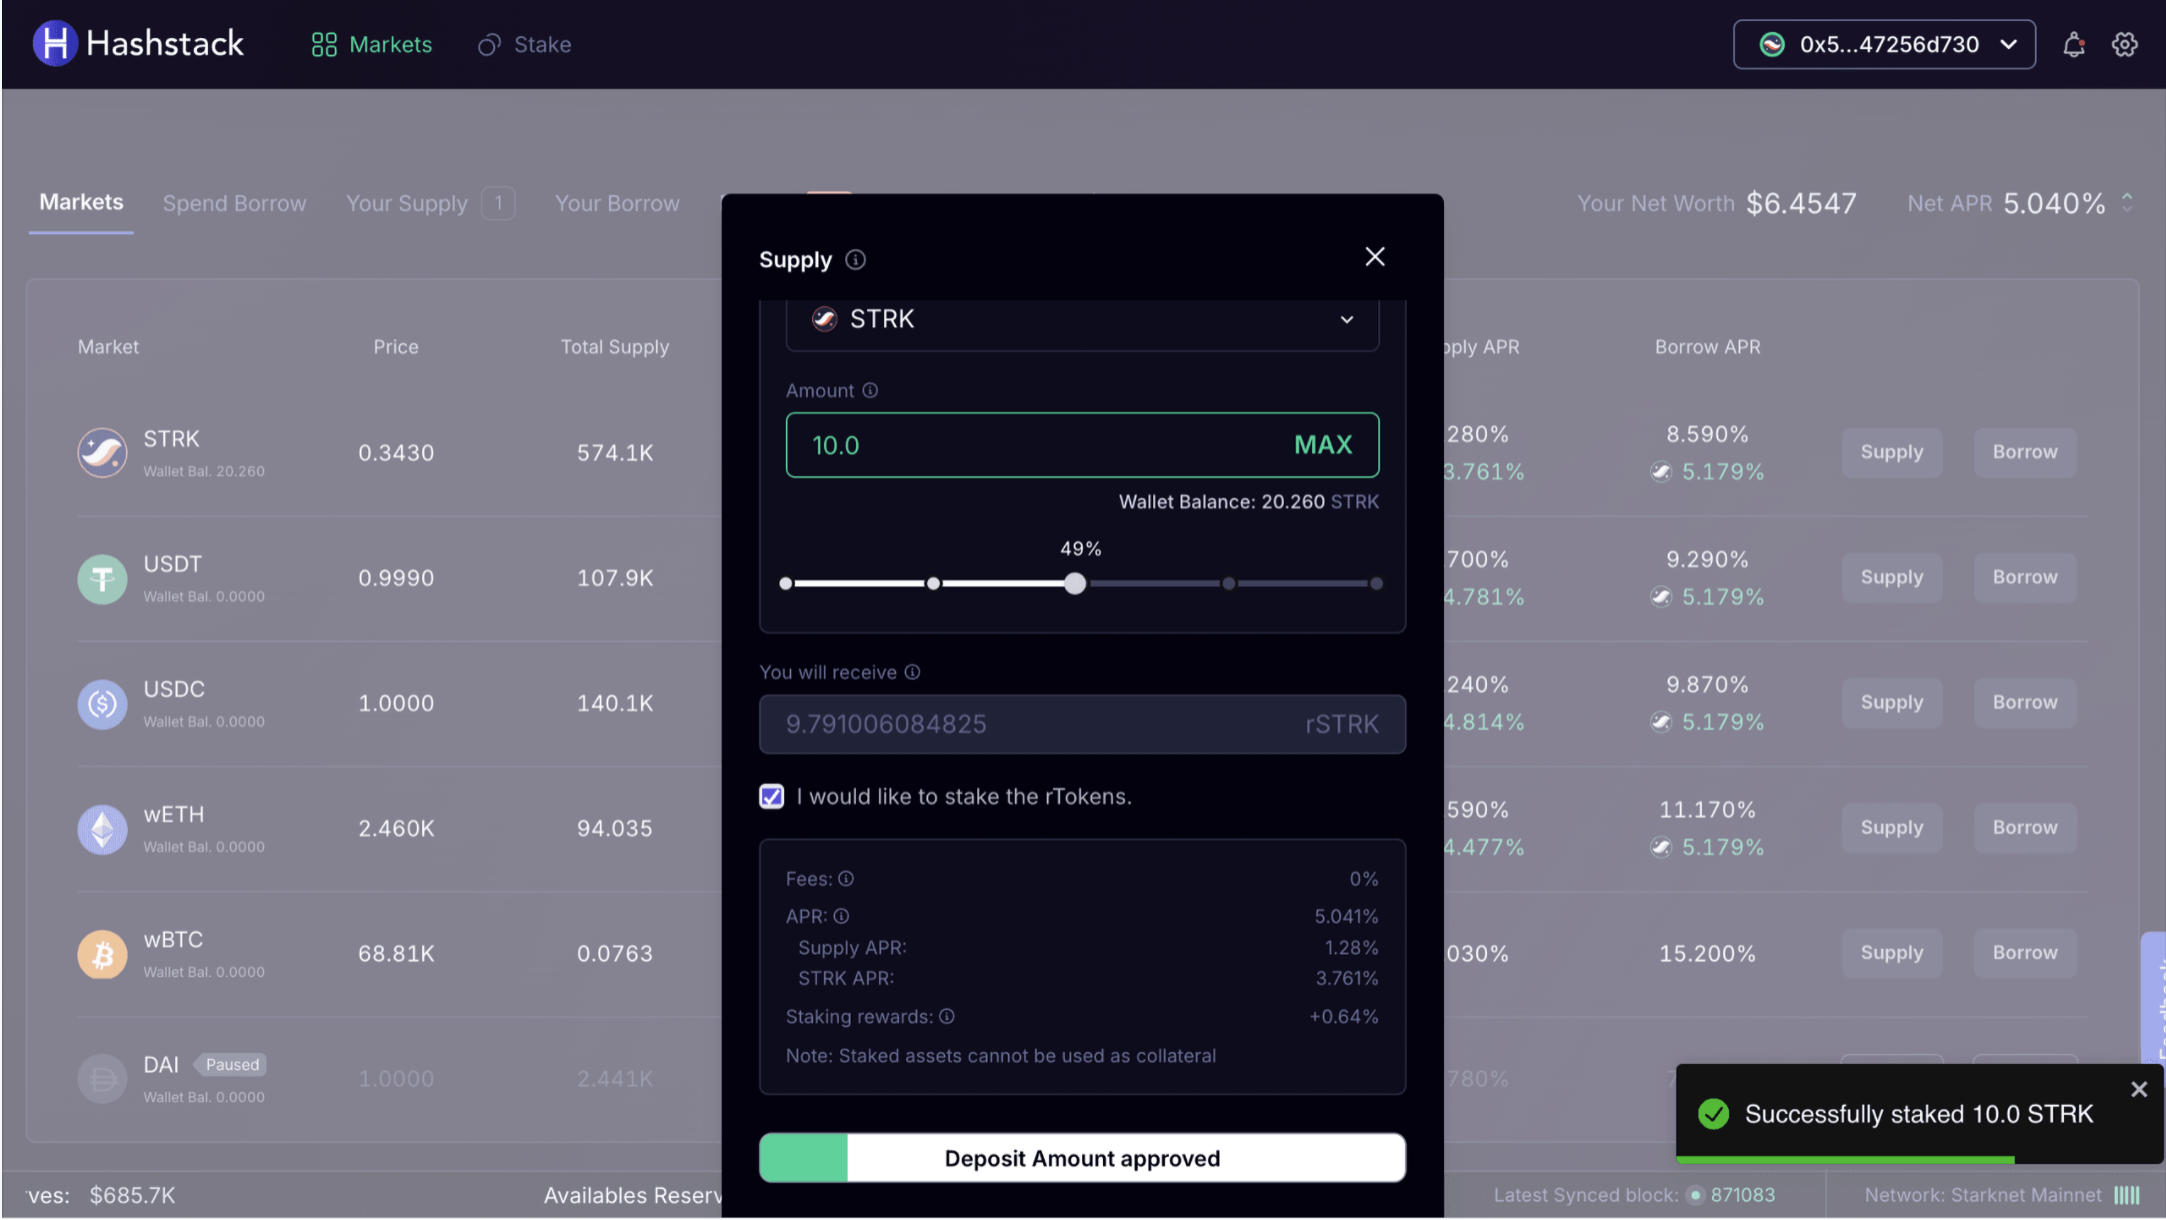 Hashstack
Markets
Stake
0x5...47256d730
Markets
Spend Borrow
Your Supply 1
Your Borrow
Your Net Worth $6.4547
Net APR 5.040%
Market
Price
Total Supply
pply APR
Borrow APR
STRK
Wallet Bal. 20.260
0.3430
574.1K
.280%
3.761%
8.590%
5.179%
Supply
Borrow
USDT
Wallet Bal. 0.0000
0.9990
107.9K
.700%
4.781%
9.290%
5.179%
Supply
Borrow
USDC
Wallet Bal. 0.0000
1.0000
140.1K
.240%
4.814%
9.870%
5.179%
Supply
Borrow
wETH
Wallet Bal. 0.0000
2.460K
94.035
.590%
4.477%
11.170%
5.179%
Supply
Borrow
wBTC
Wallet Bal. 0.0000
68.81K
0.0763
030%
15.200%
Supply
Borrow
DAI Paused
Wallet Bal. 0.0000
1.0000
2.441K
780%
Supply
STRK
Amount
10.0 MAX
Wallet Balance: 20.260 STRK
49%
You will receive
9.791006084825 rSTRK
I would like to stake the rTokens.
Fees: 0%
APR: 5.041%
Supply APR: 1.28%
STRK APR: 3.761%
Staking rewards: +0.64%
Note: Staked assets cannot be used as collateral
Deposit Amount approved
Successfully staked 10.0 STRK
ves: $685.7K
Availables Reserv
Latest Synced block: 871083
Network: Starknet Mainnet